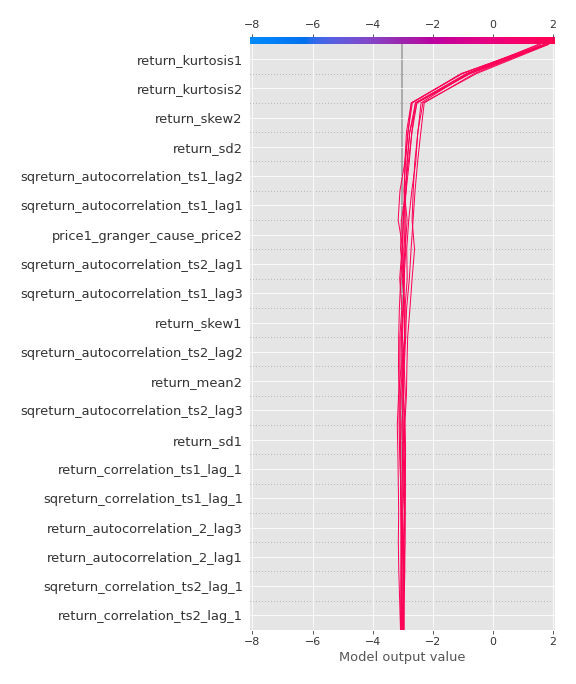 −8 −6 −4 −2 0 2
return_kurtosis1
return_kurtosis2
return_skew2
return_sd2
sqreturn_autocorrelation_ts1_lag2
sqreturn_autocorrelation_ts1_lag1
price1_granger_cause_price2
sqreturn_autocorrelation_ts2_lag1
sqreturn_autocorrelation_ts1_lag3
return_skew1
sqreturn_autocorrelation_ts2_lag2
return_mean2
sqreturn_autocorrelation_ts2_lag3
return_sd1
return_correlation_ts1_lag_1
sqreturn_correlation_ts1_lag_1
return_autocorrelation_2_lag3
return_autocorrelation_2_lag1
sqreturn_correlation_ts2_lag_1
return_correlation_ts2_lag_1
−8 −6 −4 −2 0 2
Model output value